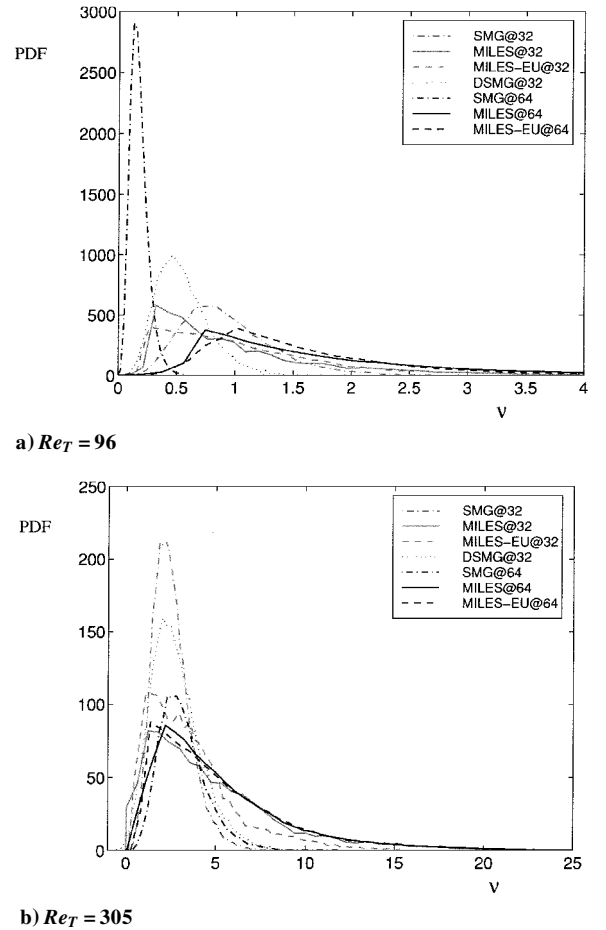 PDF
3000
2500
2000
1500
1000
500
0
0 0.5 1 1.5 2 2.5 3 3.5 4
ν
SMG@32
MILES@32
MILES-EU@32
DSMG@32
SMG@64
MILES@64
MILES-EU@64
a) Re_T = 96
PDF
250
200
150
100
50
0
0 5 10 15 20 25
ν
SMG@32
MILES@32
MILES-EU@32
DSMG@32
SMG@64
MILES@64
MILES-EU@64
b) Re_T = 305